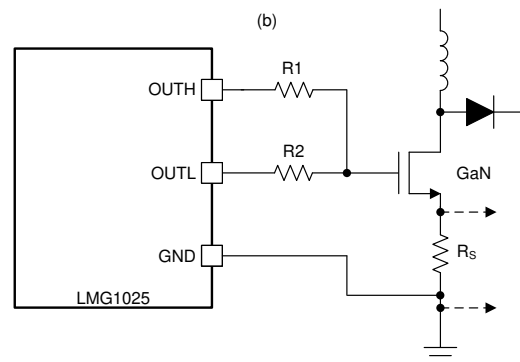 (b)
R1
OUTH
R2
OUTL
GaN
GND
RS
LMG1025